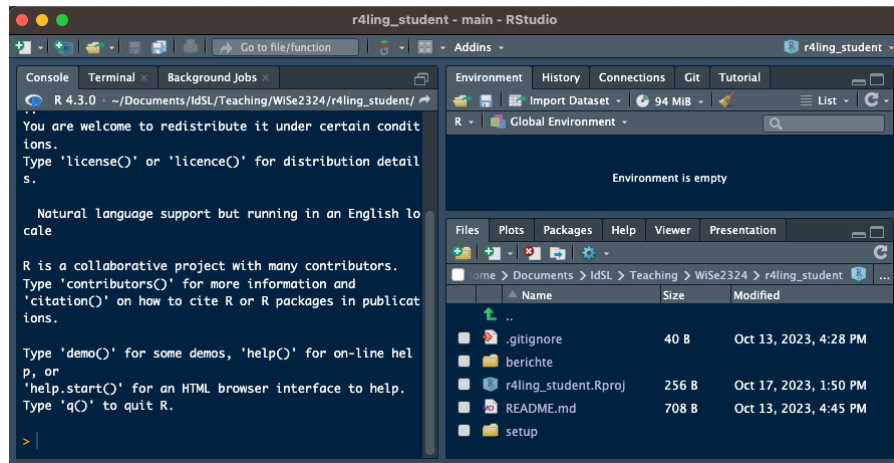 r4ling_student - main - RStudio
Go to file/function
Addins
r4ling_student
Console Terminal Background Jobs
R 4.3.0 · ~/Documents/IdSL/Teaching/WiSe2324/r4ling_student/
You are welcome to redistribute it under certain condit
ions.
Type 'license()' or 'licence()' for distribution detail
s.
Natural language support but running in an English lo
cale
R is a collaborative project with many contributors.
Type 'contributors()' for more information and
'citation()' on how to cite R or R packages in publicat
ions.
Type 'demo()' for some demos, 'help()' for on-line hel
p, or
'help.start()' for an HTML browser interface to help.
Type 'q()' to quit R.
>
Environment History Connections Git Tutorial
Import Dataset 94 MiB List
R Global Environment
Environment is empty
Files Plots Packages Help Viewer Presentation
ome > Documents > IdSL > Teaching > WiSe2324 > r4ling_student ...
Name Size Modified
..
.gitignore 40 B Oct 13, 2023, 4:28 PM
berichte
r4ling_student.Rproj 256 B Oct 17, 2023, 1:50 PM
README.md 708 B Oct 13, 2023, 4:45 PM
setup